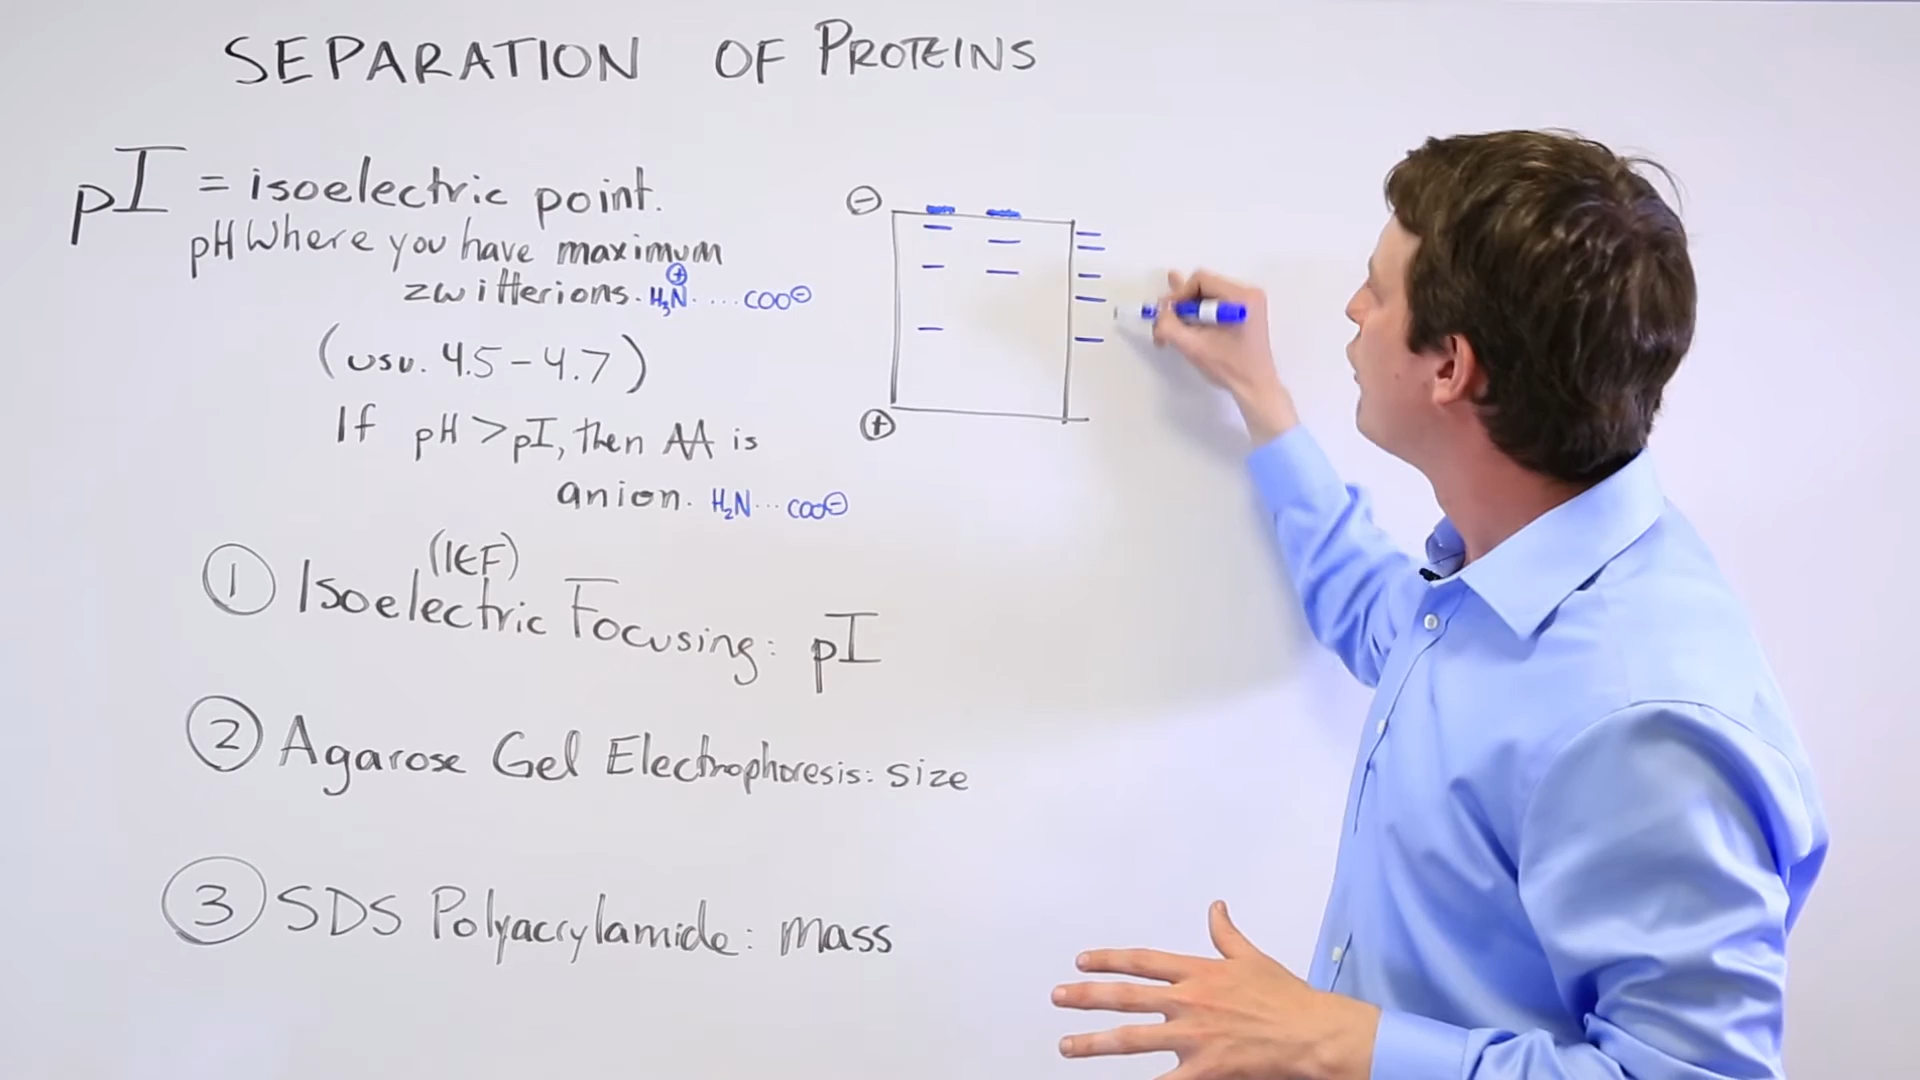 SEPARATION OF PROTEINS
pI = isoelectric point.
pH Where you have maximum
zwitterions. H₃N⊕....COO⊖
(usu. 4.5-4.7)
If pH > pI, then AA is
anion. H₂N...COO⊖
⊖
⊕
① Isoelectric Focusing: pI
(IEF)
② Agarose Gel Electrophoresis: size
③ SDS Polyacrylamide: mass